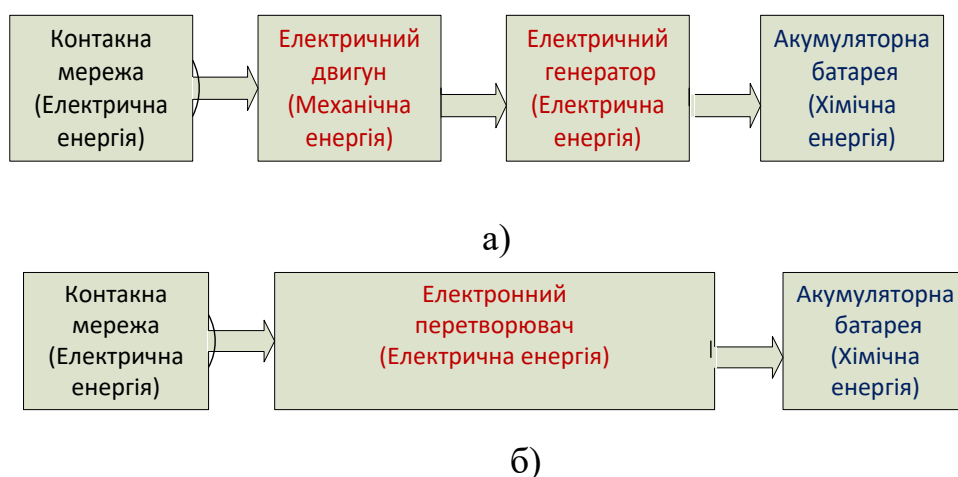 Контакна
мережа
(Електрична
енергія)
Електричний
двигун
(Механічна
енергія)
Електричний
генератор
(Електрична
енергія)
Акумуляторна
батарея
(Хімічна
енергія)
а)
Контакна
мережа
(Електрична
енергія)
Електронний
перетворювач
(Електрична енергія)
Акумуляторна
батарея
(Хімічна
енергія)
б)